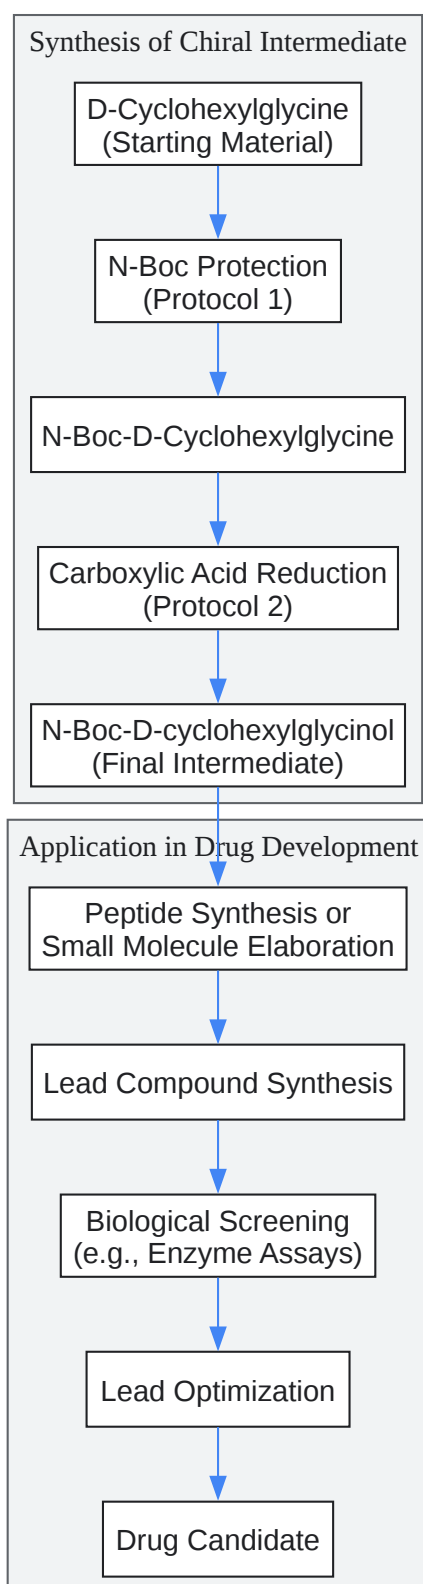 Synthesis of Chiral Intermediate
D-Cyclohexylglycine
(Starting Material)
N-Boc Protection
(Protocol 1)
N-Boc-D-Cyclohexylglycine
Carboxylic Acid Reduction
(Protocol 2)
N-Boc-D-cyclohexylglycinol
(Final Intermediate)
Application in Drug Development
Peptide Synthesis or
Small Molecule Elaboration
Lead Compound Synthesis
Biological Screening
(e.g., Enzyme Assays)
Lead Optimization
Drug Candidate